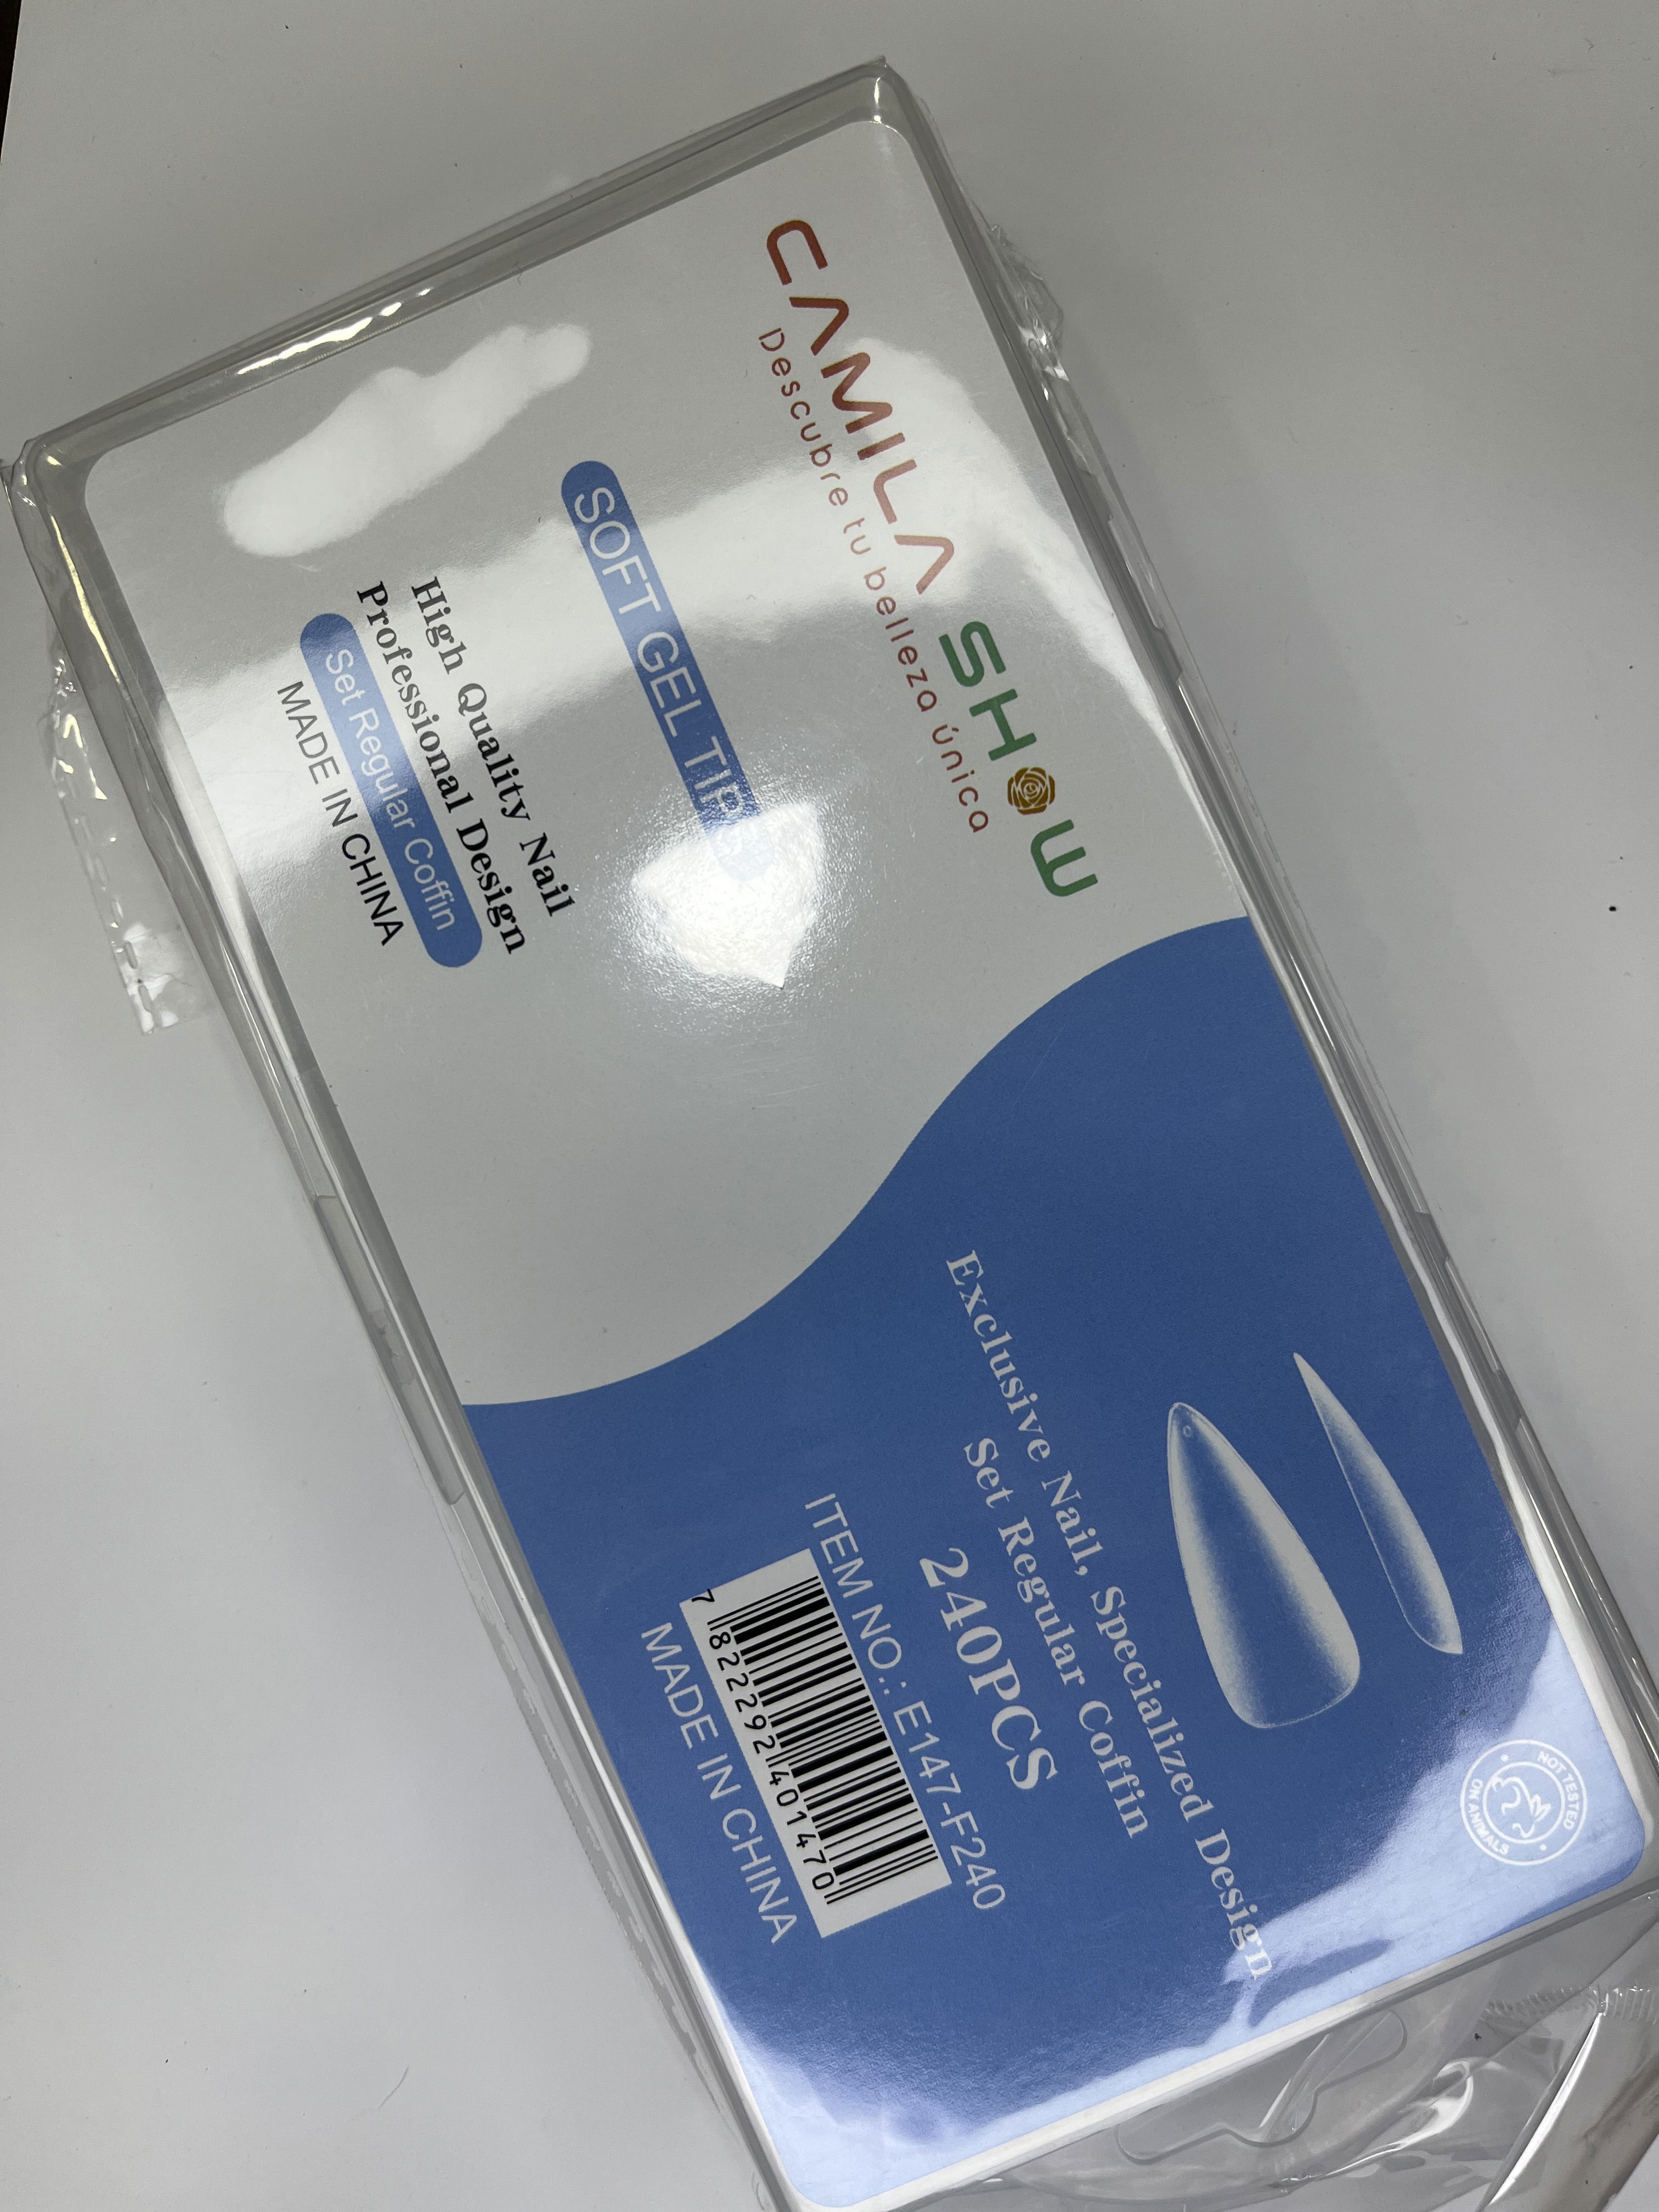 CAMILA SHOW
Descubre tu belleza única
SOFT GEL TIPS
High Quality Nail
Professional Design
Set Regular Coffin
MADE IN CHINA
NOT TESTED
ON ANIMALS
Exclusive Nail, Specialized Design
Set Regular Coffin
240PCS
ITEM NO.: E147-F240
7 822292 401470
MADE IN CHINA